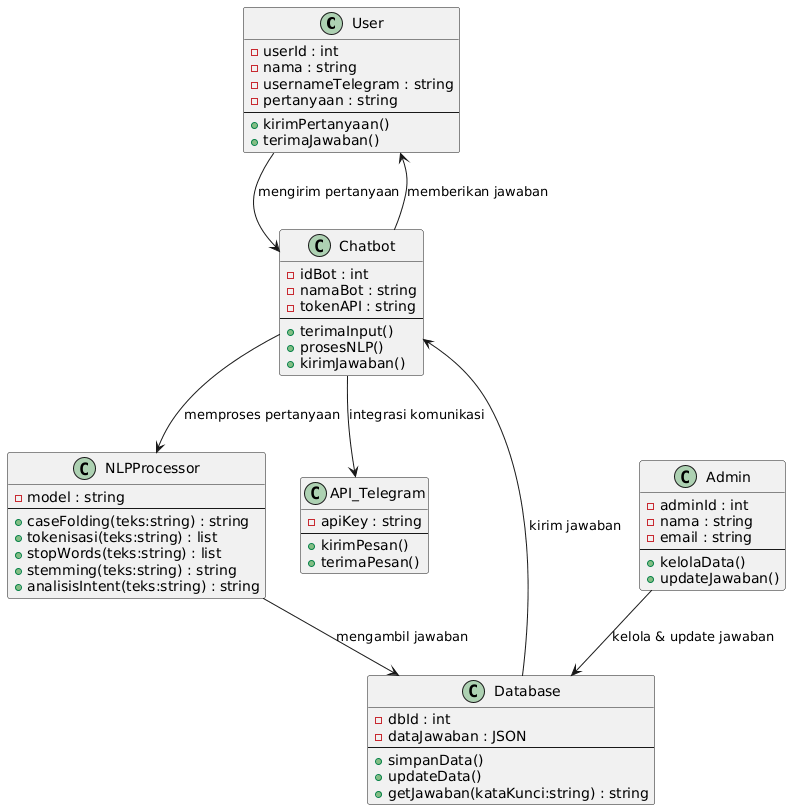 C User
userId : int
nama : string
usernameTelegram : string
pertanyaan : string
kirimPertanyaan()
terimaJawaban()
mengirim pertanyaan
memberikan jawaban
C Chatbot
idBot : int
namaBot : string
tokenAPI : string
terimaInput()
prosesNLP()
kirimJawaban()
memproses pertanyaan
integrasi komunikasi
C NLPProcessor
model : string
caseFolding(teks:string) : string
tokenisasi(teks:string) : list
stopWords(teks:string) : list
stemming(teks:string) : string
analisisIntent(teks:string) : string
C API_Telegram
apiKey : string
kirimPesan()
terimaPesan()
kirim jawaban
C Admin
adminId : int
nama : string
email : string
kelolaData()
updateJawaban()
mengambil jawaban
kelola & update jawaban
C Database
dbId : int
dataJawaban : JSON
simpanData()
updateData()
getJawaban(kataKunci:string) : string